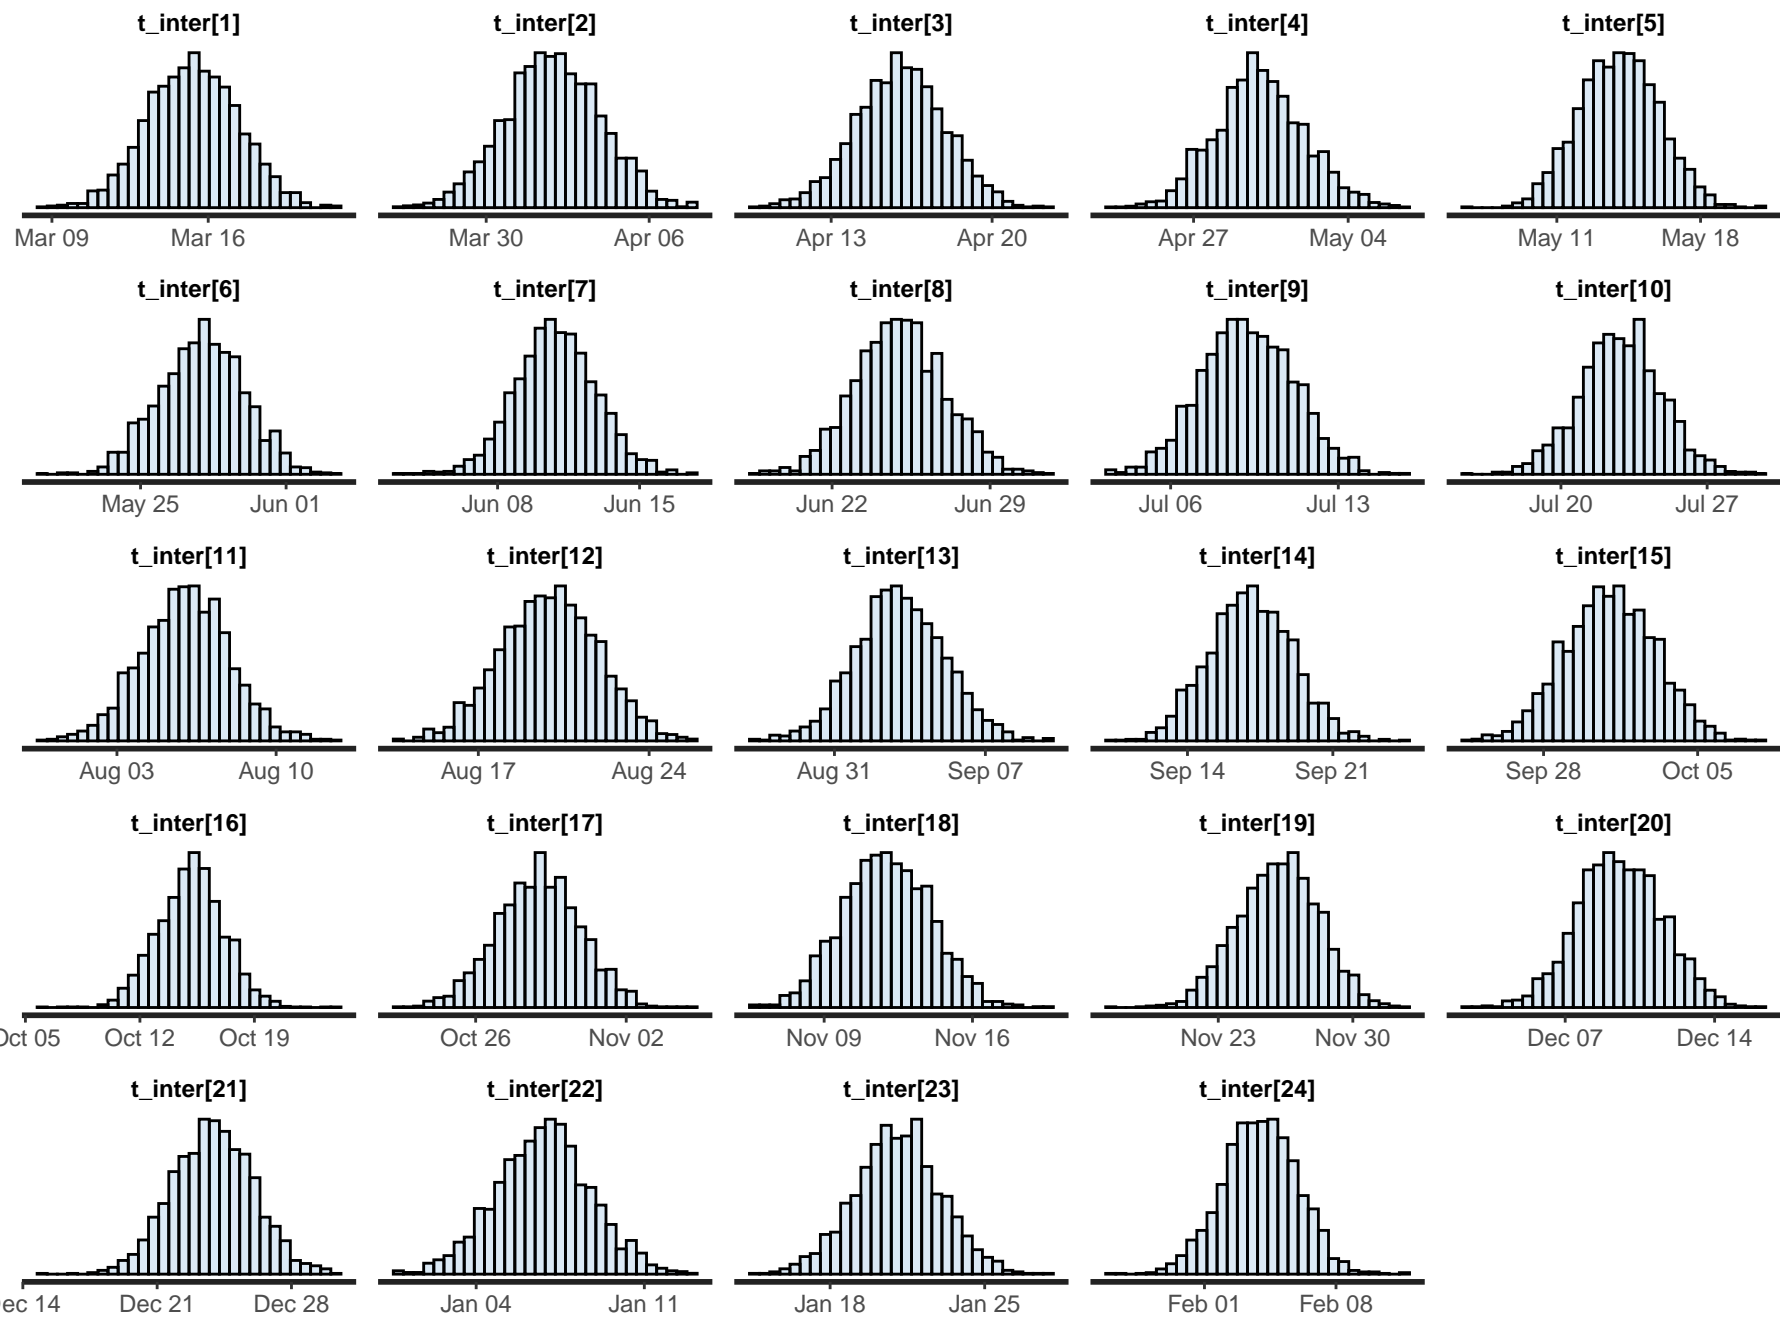 t_inter[1] t_inter[2] t_inter[3] t_inter[4] t_inter[5]
Mar 09 Mar 16 Mar 30 Apr 06 Apr 13 Apr 20 Apr 27 May 04 May 11 May 18
t_inter[6] t_inter[7] t_inter[8] t_inter[9] t_inter[10]
May 25 Jun 01 Jun 08 Jun 15 Jun 22 Jun 29 Jul 06 Jul 13 Jul 20 Jul 27
t_inter[11] t_inter[12] t_inter[13] t_inter[14] t_inter[15]
Aug 03 Aug 10 Aug 17 Aug 24 Aug 31 Sep 07 Sep 14 Sep 21 Sep 28 Oct 05
t_inter[16] t_inter[17] t_inter[18] t_inter[19] t_inter[20]
Oct 05 Oct 12 Oct 19 Oct 26 Nov 02 Nov 09 Nov 16 Nov 23 Nov 30 Dec 07 Dec 14
t_inter[21] t_inter[22] t_inter[23] t_inter[24]
Dec 14 Dec 21 Dec 28 Jan 04 Jan 11 Jan 18 Jan 25 Feb 01 Feb 08